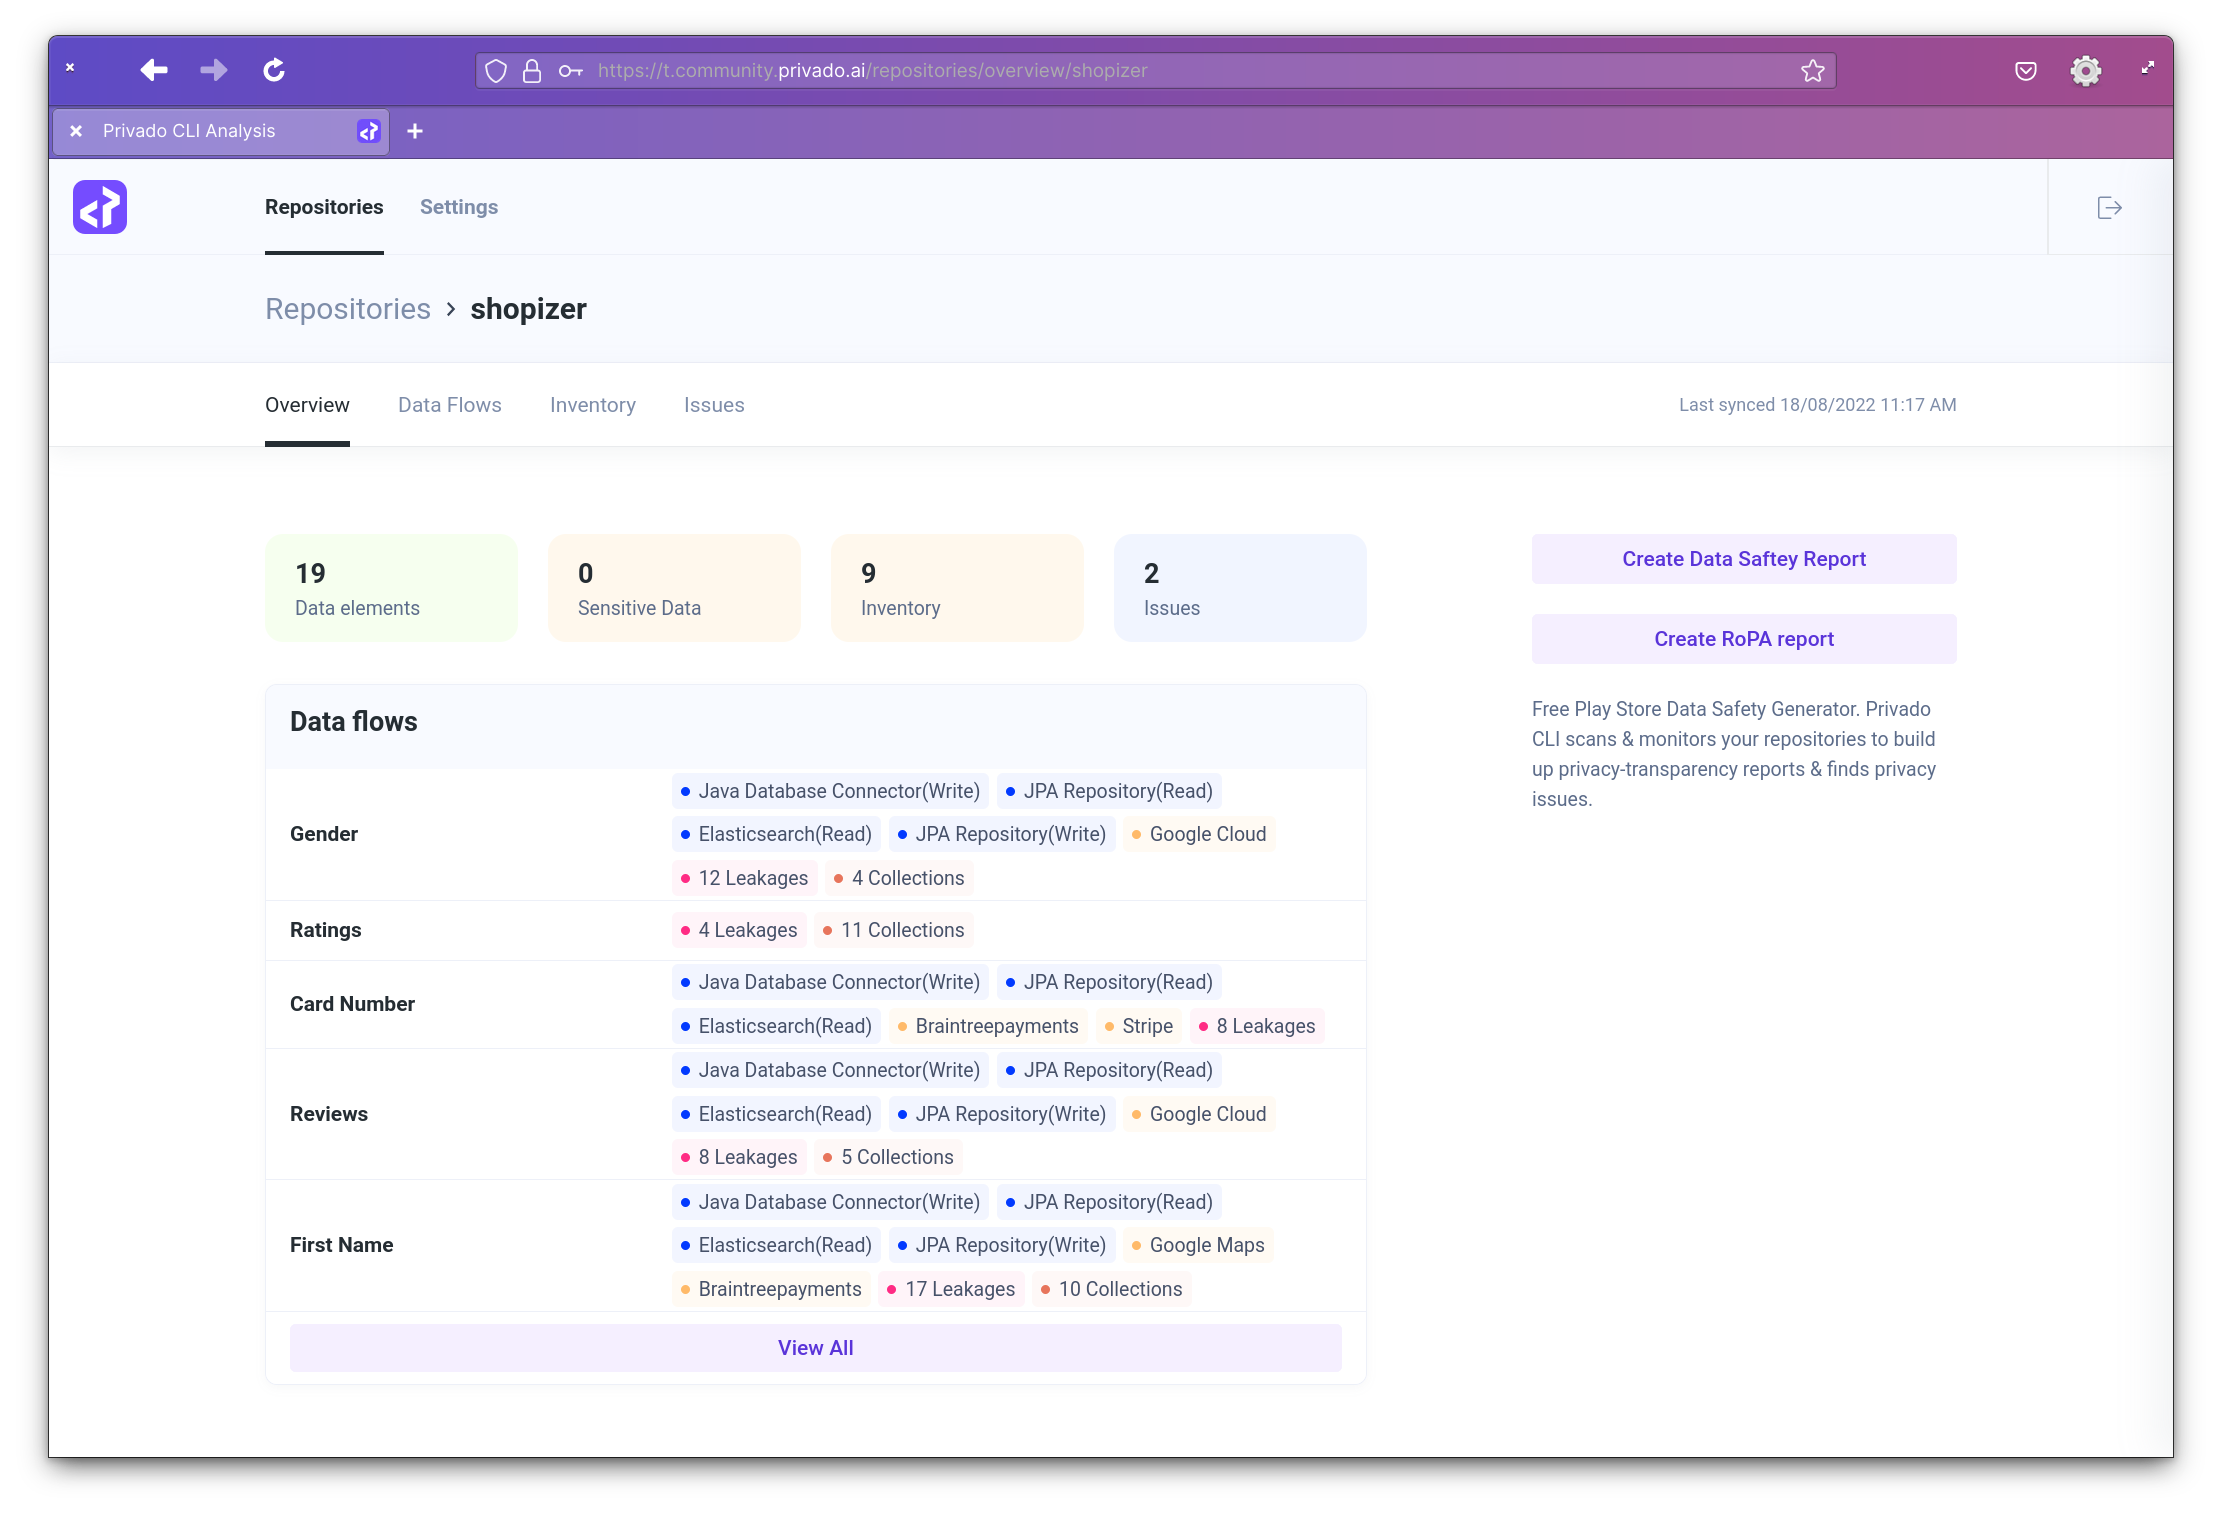 https://t.community.privado.ai/repositories/overview/shopizer
Privado CLI Analysis
Repositories Settings
Repositories › shopizer
Overview Data Flows Inventory Issues Last synced 18/08/2022 11:17 AM
19
Data elements
0
Sensitive Data
9
Inventory
2
Issues
Create Data Saftey Report
Create RoPA report
Free Play Store Data Safety Generator. Privado
CLI scans & monitors your repositories to build
up privacy-transparency reports & finds privacy
issues.
Data flows
Gender
Java Database Connector(Write) JPA Repository(Read)
Elasticsearch(Read) JPA Repository(Write) Google Cloud
12 Leakages 4 Collections
Ratings
4 Leakages 11 Collections
Card Number
Java Database Connector(Write) JPA Repository(Read)
Elasticsearch(Read) Braintreepayments Stripe 8 Leakages
Reviews
Java Database Connector(Write) JPA Repository(Read)
Elasticsearch(Read) JPA Repository(Write) Google Cloud
8 Leakages 5 Collections
First Name
Java Database Connector(Write) JPA Repository(Read)
Elasticsearch(Read) JPA Repository(Write) Google Maps
Braintreepayments 17 Leakages 10 Collections
View All